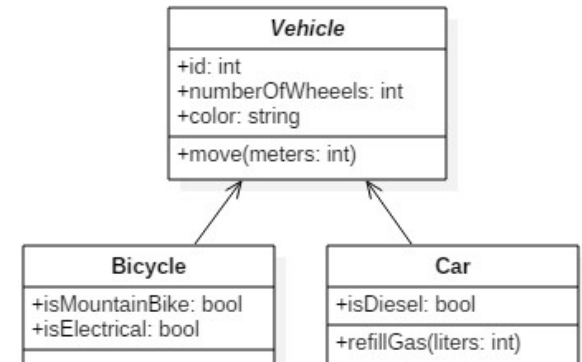 Vehicle
+id: int
+numberOfWheeels: int
+color: string
+move(meters: int)
Bicycle
+isMountainBike: bool
+isElectrical: bool
Car
+isDiesel: bool
+refillGas(liters: int)